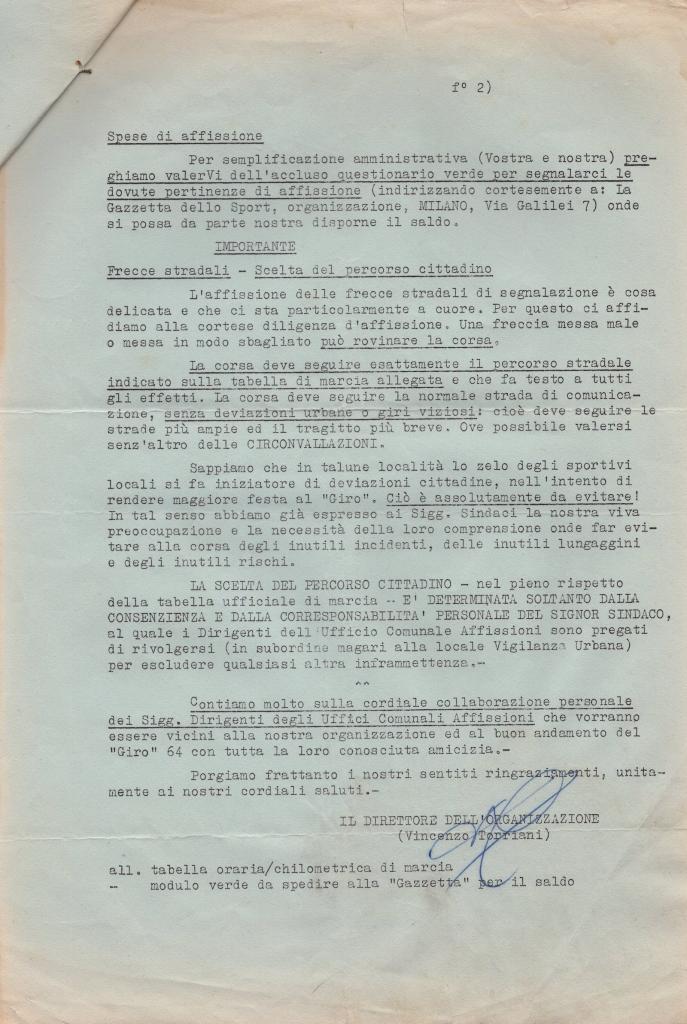 f° 2)
Spese di affissione
Per semplificazione amministrativa (Vostra e nostra) pre-
ghiamo valerVi dell'accluso questionario verde per segnalarci le
dovute pertinenze di affissione (indirizzando cortesemente a: La
Gazzetta dello Sport, organizzazione, MILANO, Via Galilei 7) onde
si possa da parte nostra disporne il saldo.
IMPORTANTE
Frecce stradali - Scelta del percorso cittadino
L'affissione delle frecce stradali di segnalazione è cosa
delicata e che ci sta particolarmente a cuore. Per questo ci affi-
diamo alla cortese diligenza d'affissione. Una freccia messa male
o messa in modo sbagliato può rovinare la corsa.
La corsa deve seguire esattamente il percorso stradale
indicato sulla tabella di marcia allegata e che fa testo a tutti
gli effetti. La corsa deve seguire la normale strada di comunica-
zione, senza deviazioni urbane o giri viziosi: cioè deve seguire le
strade più ampie ed il tragitto più breve. Ove possibile valersi
senz'altro delle CIRCONVALLAZIONI.
Sappiamo che in talune località lo zelo degli sportivi
locali si fa iniziatore di deviazioni cittadine, nell'intento di
rendere maggiore festa al "Giro". Ciò è assolutamente da evitare!
In tal senso abbiamo già espresso ai Sigg. Sindaci la nostra viva
preoccupazione e la necessità della loro comprensione onde far evi-
tare alla corsa degli inutili incidenti, delle inutili lungaggini
e degli inutili rischi.
LA SCELTA DEL PERCORSO CITTADINO - nel pieno rispetto
della tabella ufficiale di marcia -- E' DETERMINATA SOLTANTO DALLA
CONSENZIENZA E DALLA CORRESPONSABILITA' PERSONALE DEL SIGNOR SINDACO,
al quale i Dirigenti dell'Ufficio Comunale Affissioni sono pregati
di rivolgersi (in subordine magari alla locale Vigilanza Urbana)
per escludere qualsiasi altra inframmettenza.-
^^
Contiamo molto sulla cordiale collaborazione personale
dei Sigg. Dirigenti degli Uffici Comunali Affissioni che vorranno
essere vicini alla nostra organizzazione ed al buon andamento del
"Giro" 64 con tutta la loro conosciuta amicizia.-
Porgiamo frattanto i nostri sentiti ringraziamenti, unita-
mente ai nostri cordiali saluti.-
IL DIRETTORE DELL'ORGANIZZAZIONE
(Vincenzo Torriani)
all. tabella oraria/chilometrica di marcia
- modulo verde da spedire alla "Gazzetta" per il saldo